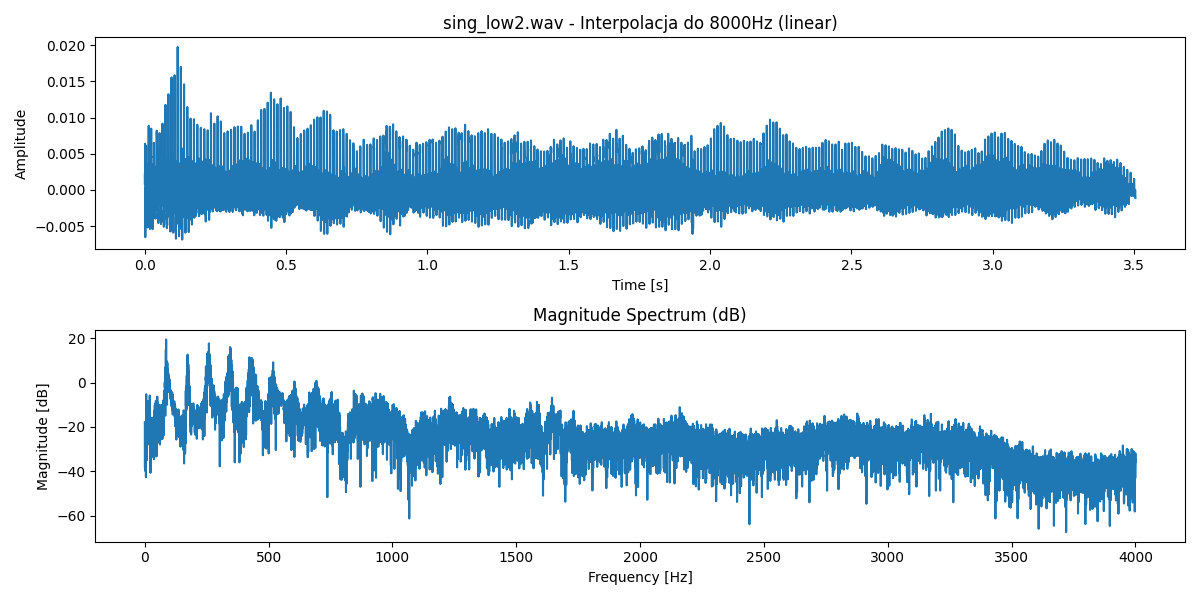 sing_low2.wav - Interpolacja do 8000Hz (linear)
0.020
0.015
0.010
0.005
0.000
−0.005
Amplitude
0.0 0.5 1.0 1.5 2.0 2.5 3.0 3.5
Time [s]
Magnitude Spectrum (dB)
20
0
−20
−40
−60
Magnitude [dB]
0 500 1000 1500 2000 2500 3000 3500 4000
Frequency [Hz]